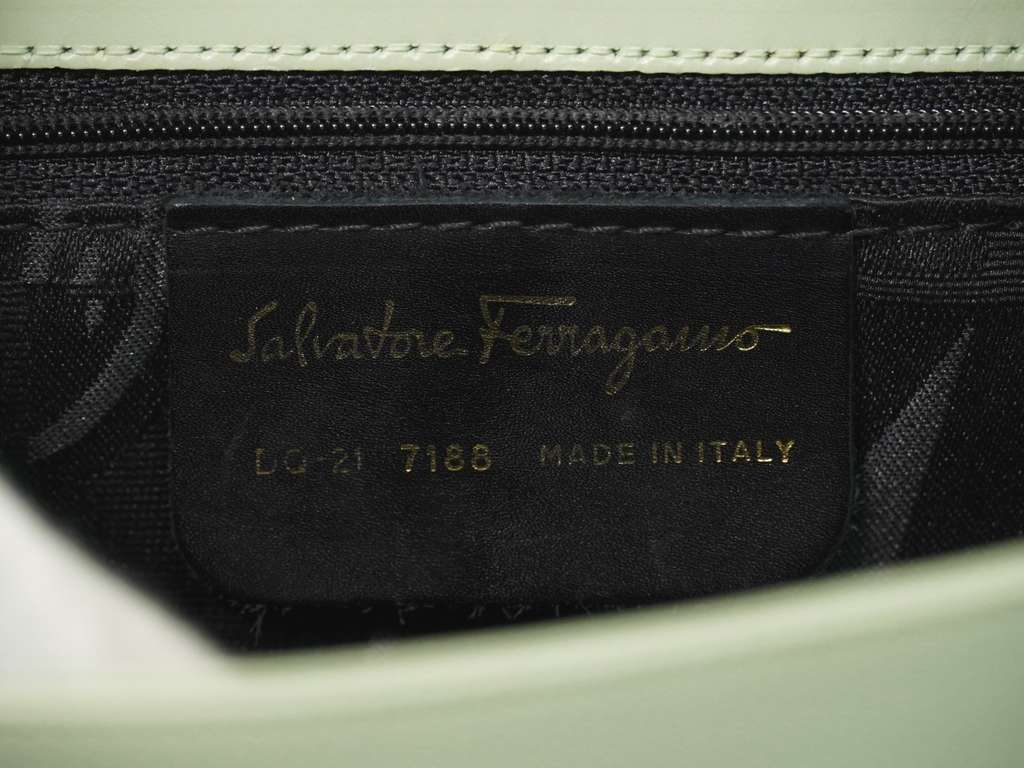 Salvatore Ferragamo
DQ-21 7188 MADE IN ITALY